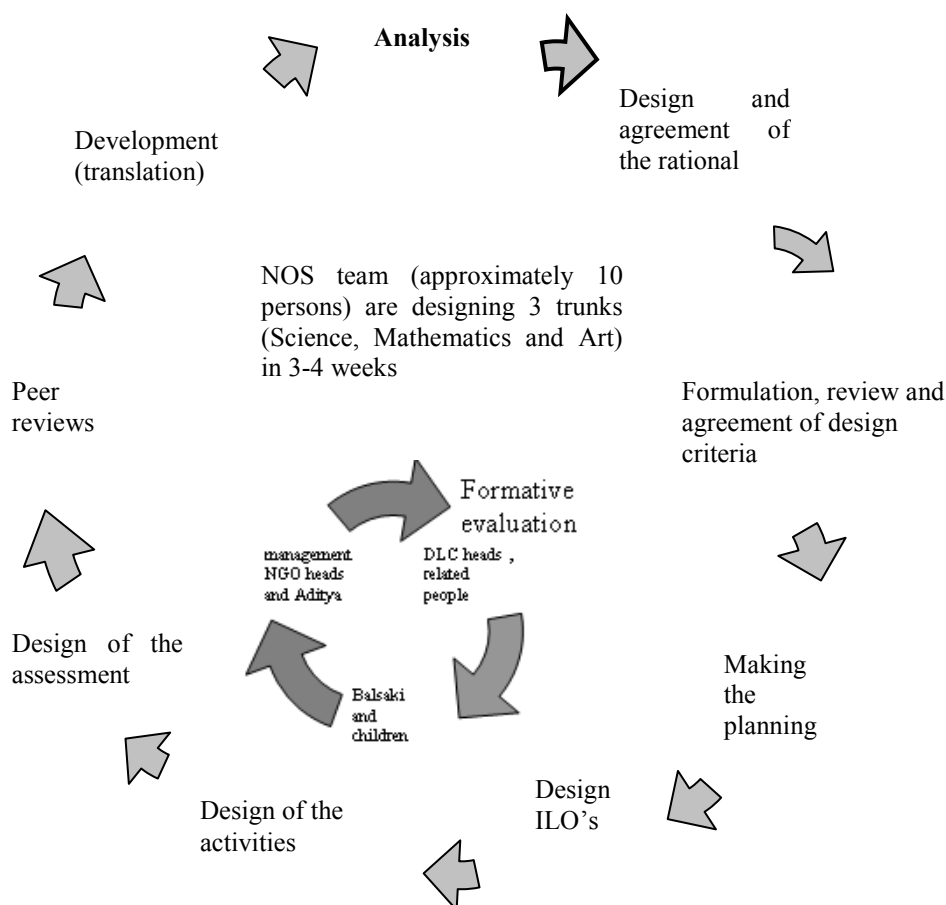 Analysis
Design and
agreement of
the rational
Development
(translation)
NOS team (approximately 10
persons) are designing 3 trunks
(Science, Mathematics and Art)
in 3-4 weeks
Peer
reviews
Formulation, review and
agreement of design
criteria
Formative
evaluation
management
NGO heads
and Aditya
DLC heads ,
related
people
Design of the
assessment
Making
the
planning
Balsaki
and
children
Design
ILO's
Design of the
activities